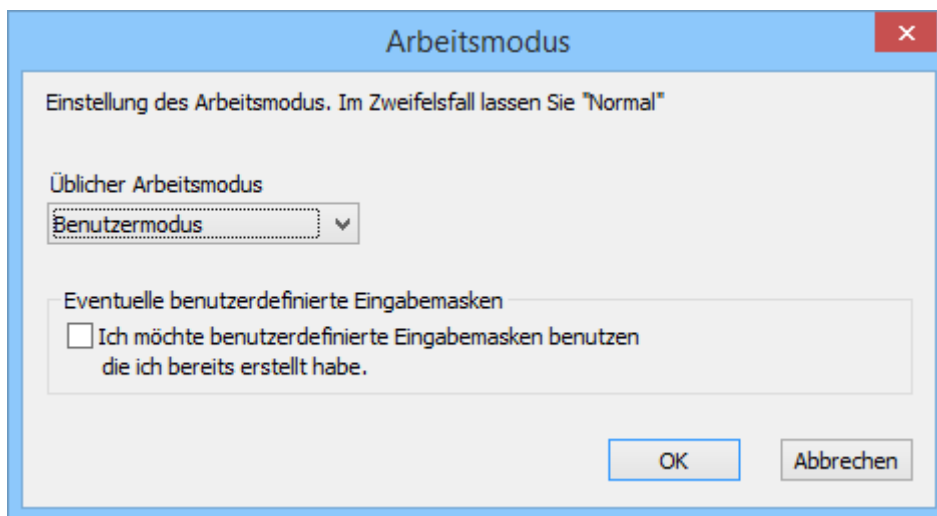 Arbeitsmodus
Einstellung des Arbeitsmodus. Im Zweifelsfall lassen Sie "Normal"
Üblicher Arbeitsmodus
Benutzermodus
Eventuelle benutzerdefinierte Eingabemasken
Ich möchte benutzerdefinierte Eingabemasken benutzen
die ich bereits erstellt habe.
OK Abbrechen